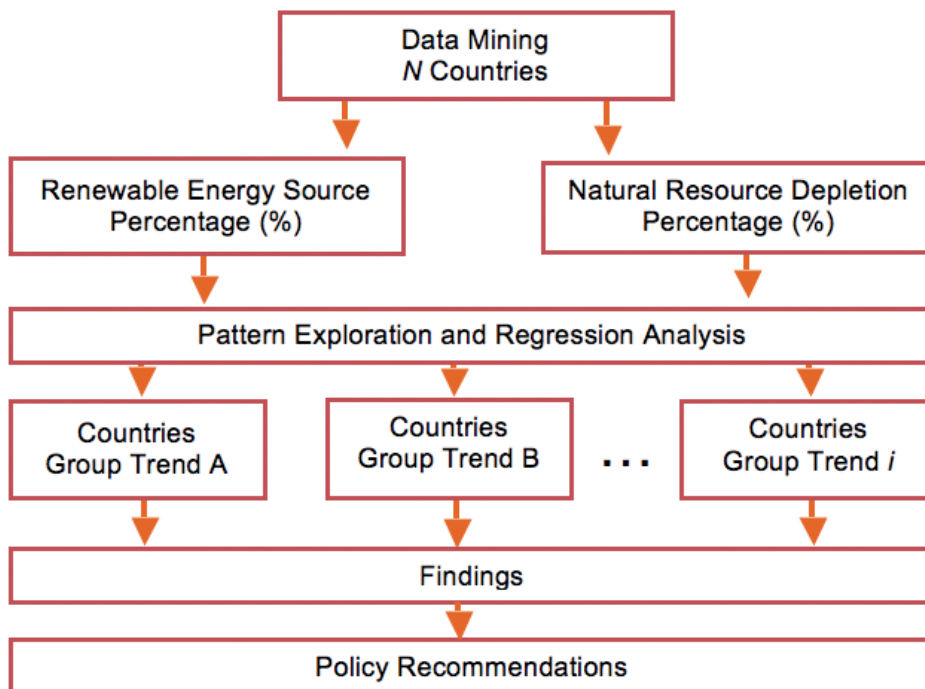 Data Mining
N Countries
Renewable Energy Source
Percentage (%)
Natural Resource Depletion
Percentage (%)
Pattern Exploration and Regression Analysis
Countries
Group Trend A
Countries
Group Trend B
...
Countries
Group Trend i
Findings
Policy Recommendations